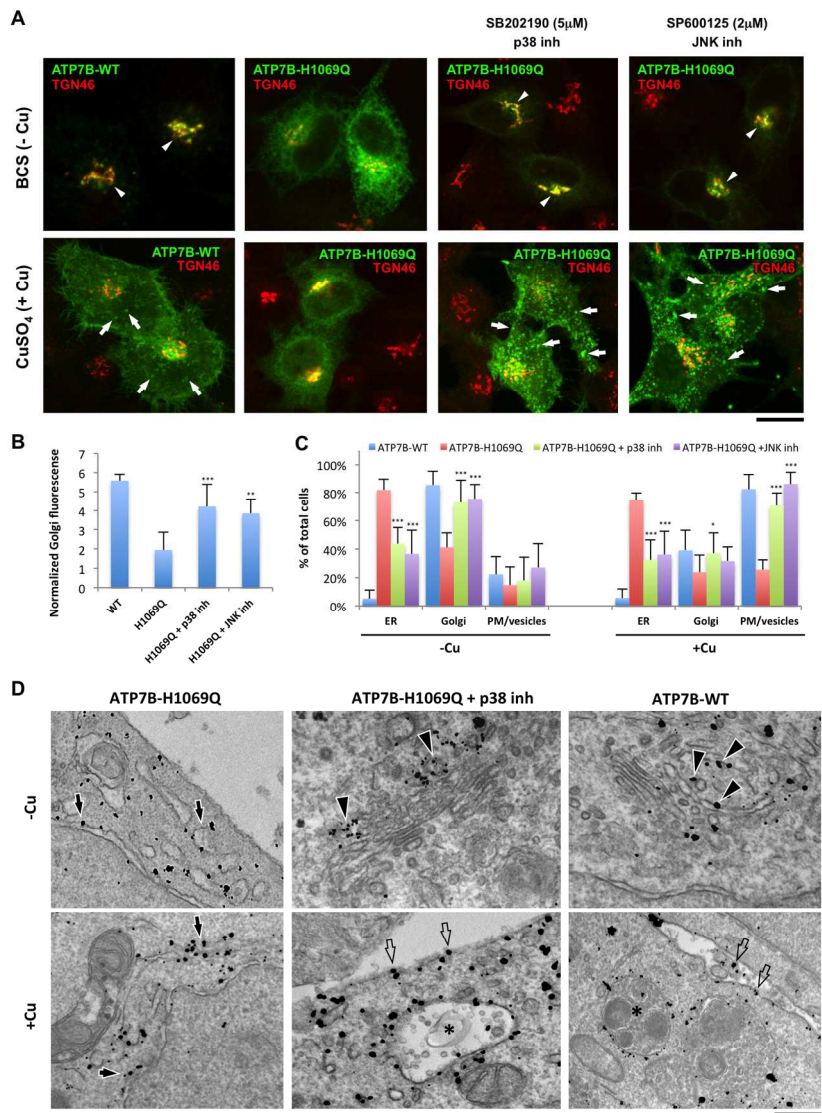 A
SB202190 (5μM)
p38 inh
SP600125 (2μM)
JNK inh
BCS (- Cu)
ATP7B-WT
TGN46
ATP7B-H1069Q
TGN46
ATP7B-H1069Q
TGN46
ATP7B-H1069Q
TGN46
CuSO4 (+ Cu)
ATP7B-WT
TGN46
ATP7B-H1069Q
TGN46
ATP7B-H1069Q
TGN46
ATP7B-H1069Q
TGN46
B
Normalized Golgi fluorescense
7
6
5
4
3
2
1
0
***
**
WT
H1069Q
H1069Q + p38 inh
H1069Q + JNK inh
C
ATP7B-WT ATP7B-H1069Q ATP7B-H1069Q + p38 inh ATP7B-H1069Q +JNK inh
% of total cells
100%
80%
60%
40%
20%
0%
*** *** *** *** *** *** * *** ***
ER Golgi PM/vesicles ER Golgi PM/vesicles
-Cu +Cu
D
ATP7B-H1069Q ATP7B-H1069Q + p38 inh ATP7B-WT
-Cu
+Cu
* *